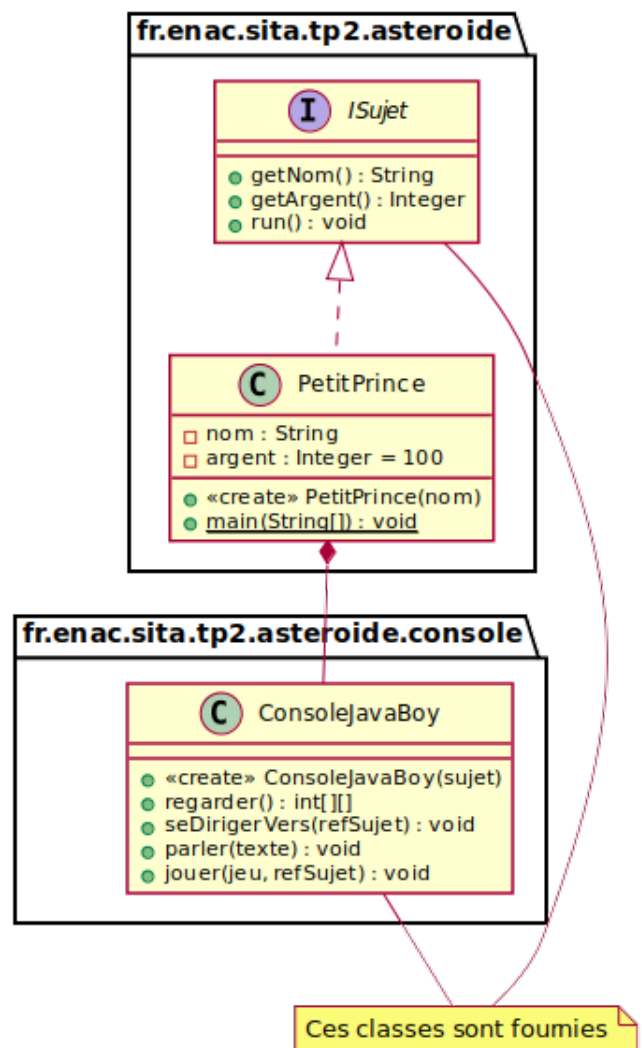 fr.enac.sita.tp2.asteroide
I ISujet
getNom() : String
getArgent() : Integer
run() : void
C PetitPrince
nom : String
argent : Integer = 100
«create» PetitPrince(nom)
main(String[]) : void
fr.enac.sita.tp2.asteroide.console
C ConsoleJavaBoy
«create» ConsoleJavaBoy(sujet)
regarder() : int[][]
seDirigerVers(refSujet) : void
parler(texte) : void
jouer(jeu, refSujet) : void
Ces classes sont fournies